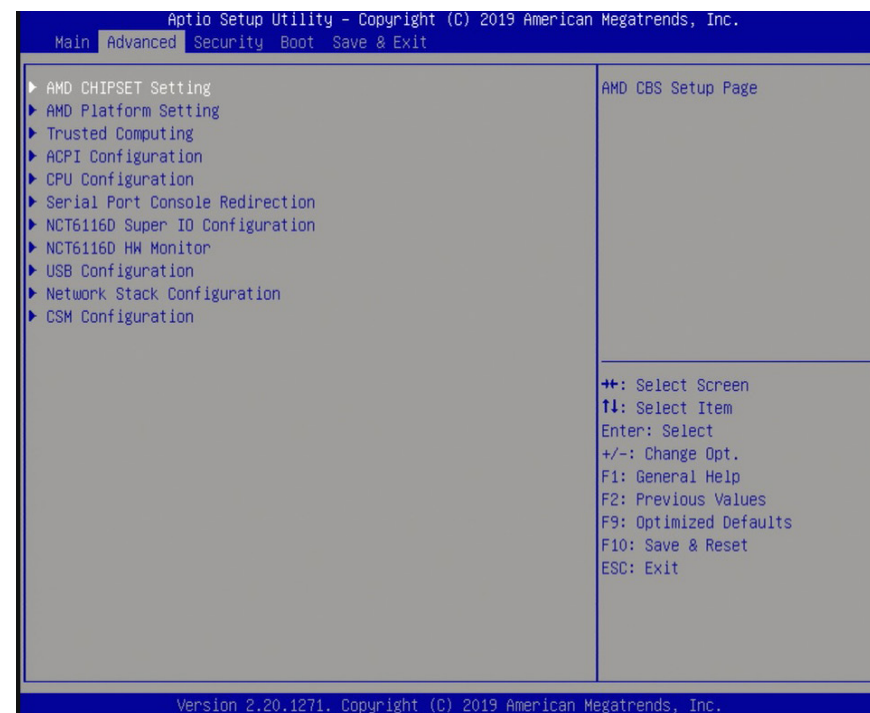 Aptio Setup Utility – Copyright (C) 2019 American Megatrends, Inc.
Main Advanced Security Boot Save & Exit
▶ AMD CHIPSET Setting
▶ AMD Platform Setting
▶ Trusted Computing
▶ ACPI Configuration
▶ CPU Configuration
▶ Serial Port Console Redirection
▶ NCT6116D Super IO Configuration
▶ NCT6116D HW Monitor
▶ USB Configuration
▶ Network Stack Configuration
▶ CSM Configuration
AMD CBS Setup Page
→←: Select Screen
↑↓: Select Item
Enter: Select
+/-: Change Opt.
F1: General Help
F2: Previous Values
F9: Optimized Defaults
F10: Save & Reset
ESC: Exit
Version 2.20.1271. Copyright (C) 2019 American Megatrends, Inc.